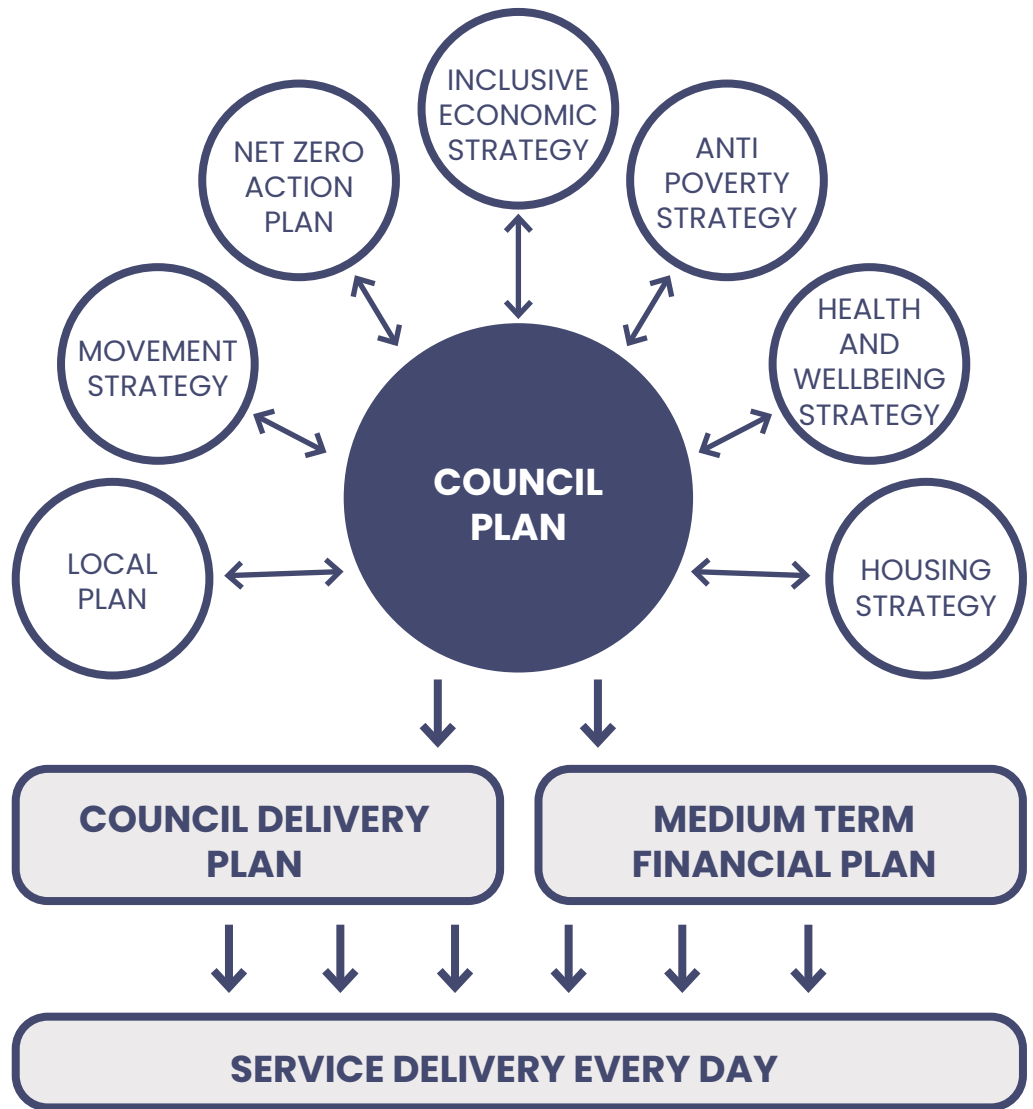 INCLUSIVE
ECONOMIC
STRATEGY
NET ZERO
ACTION
PLAN
ANTI
POVERTY
STRATEGY
MOVEMENT
STRATEGY
HEALTH
AND
WELLBEING
STRATEGY
LOCAL
PLAN
COUNCIL
PLAN
HOUSING
STRATEGY
COUNCIL DELIVERY
PLAN
MEDIUM TERM
FINANCIAL PLAN
SERVICE DELIVERY EVERY DAY